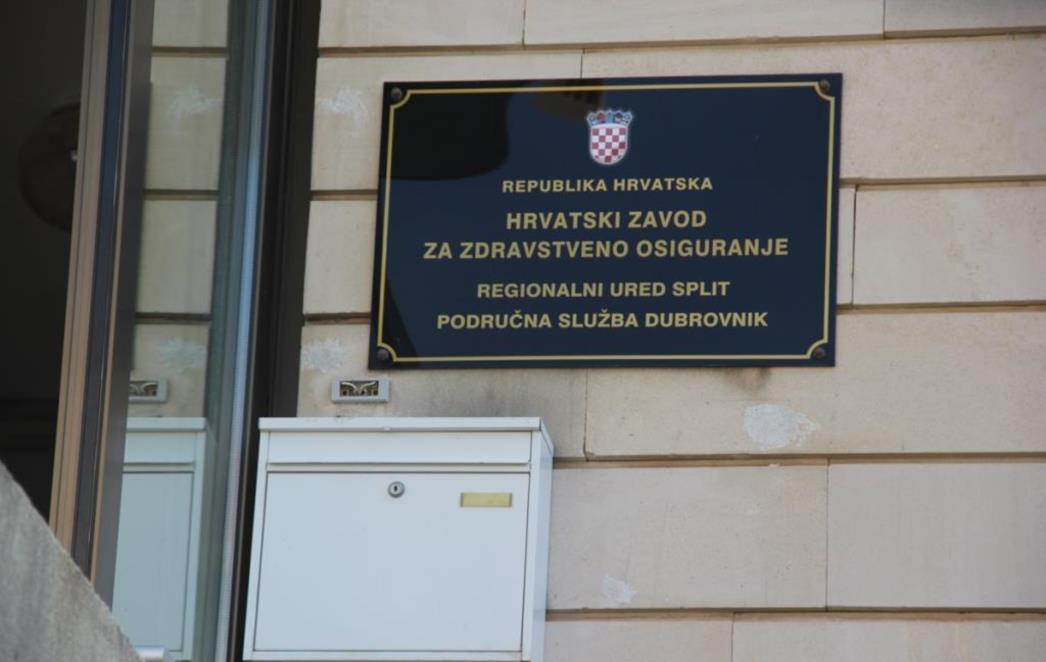 REPUBLIKA HRVATSKA
HRVATSKI ZAVOD
ZA ZDRAVSTVENO OSIGURANJE
REGIONALNI URED SPLIT
PODRUČNA SLUŽBA DUBROVNIK